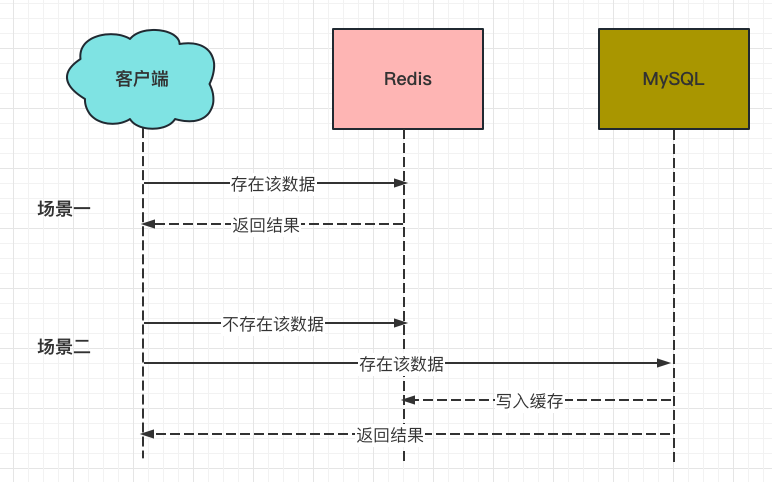 客户端
Redis
MySQL
存在该数据
场景一
返回结果
不存在该数据
场景二
存在该数据
写入缓存
返回结果